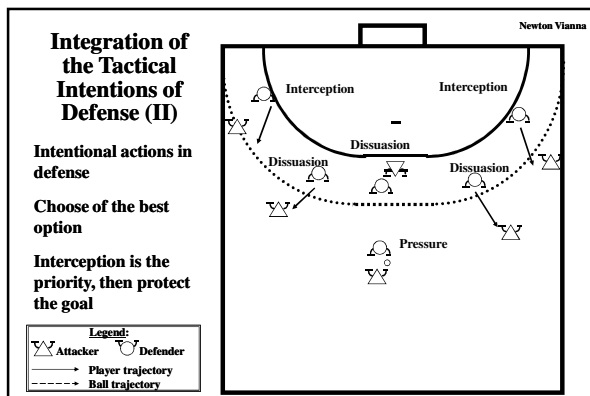 Newton Vianna
Integration of
the Tactical
Intentions of
Defense (II)
Intentional actions in
defense
Choose of the best
option
Interception is the
priority, then protect
the goal
Legend:
Attacker Defender
Player trajectory
Ball trajectory
Interception
Interception
Dissuasion
Dissuasion
Dissuasion
Pressure